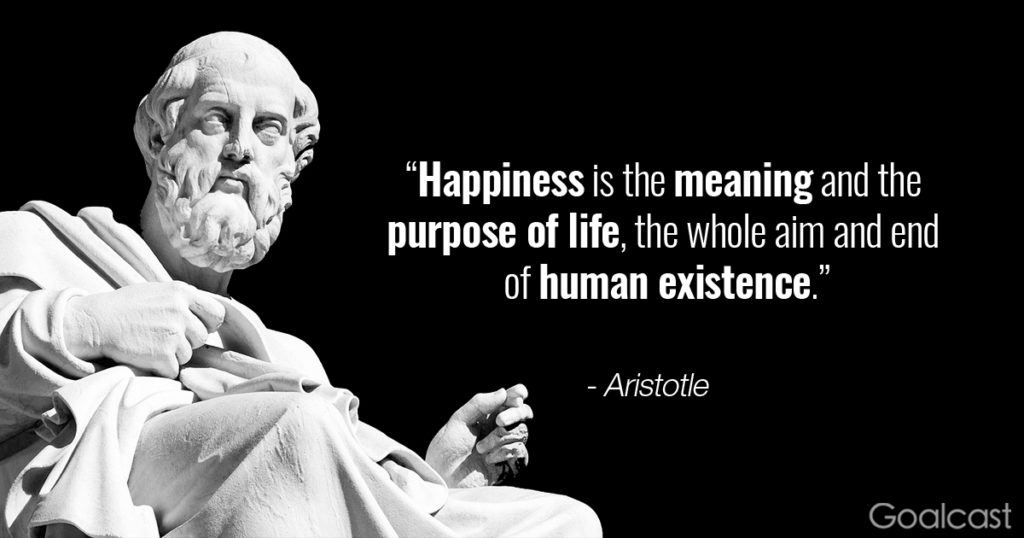 “Happiness is the meaning and the
purpose of life, the whole aim and end
of human existence.”
- Aristotle
Goalcast